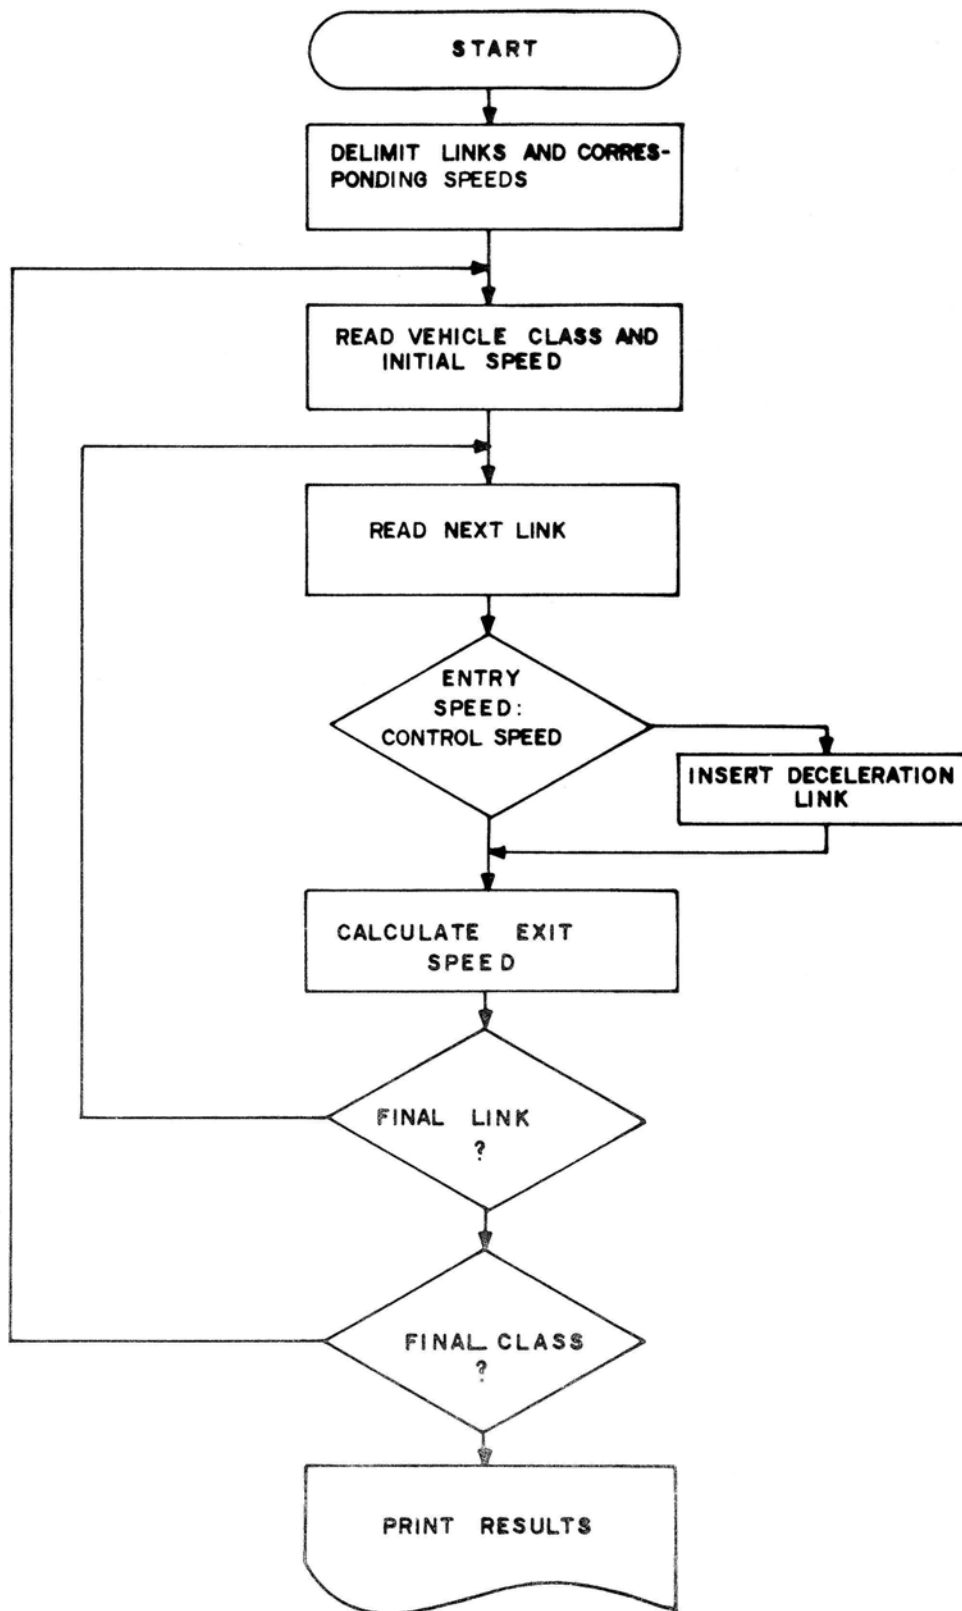 START
DELIMIT LINKS AND CORRES-
PONDING SPEEDS
READ VEHICLE CLASS AND
INITIAL SPEED
READ NEXT LINK
ENTRY
SPEED:
CONTROL SPEED
INSERT DECELERATION
LINK
CALCULATE EXIT
SPEED
FINAL LINK
?
FINAL CLASS
?
PRINT RESULTS